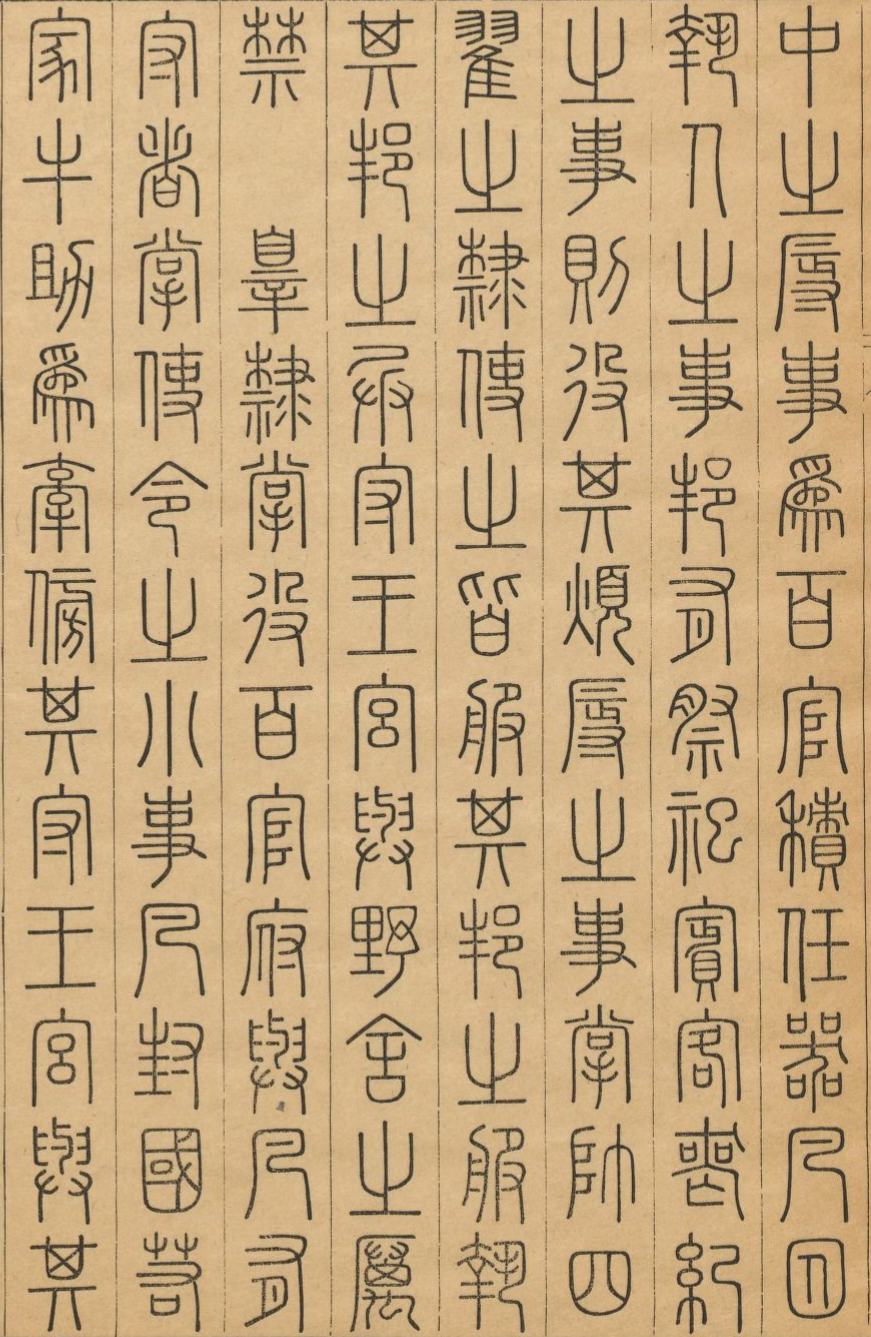 中之辱事爲百官積任器凡囚
執人之事邦有祭祀賓客喪紀
之事則役其煩辱之事掌帥四
翟之隸使之皆服其邦之服執
其邦之兵守王宮與野舍之厲
禁　辠隸掌役百官府與凡有
守者掌使令之小事凡封國若
家牛助爲牽傍其守王宮與其